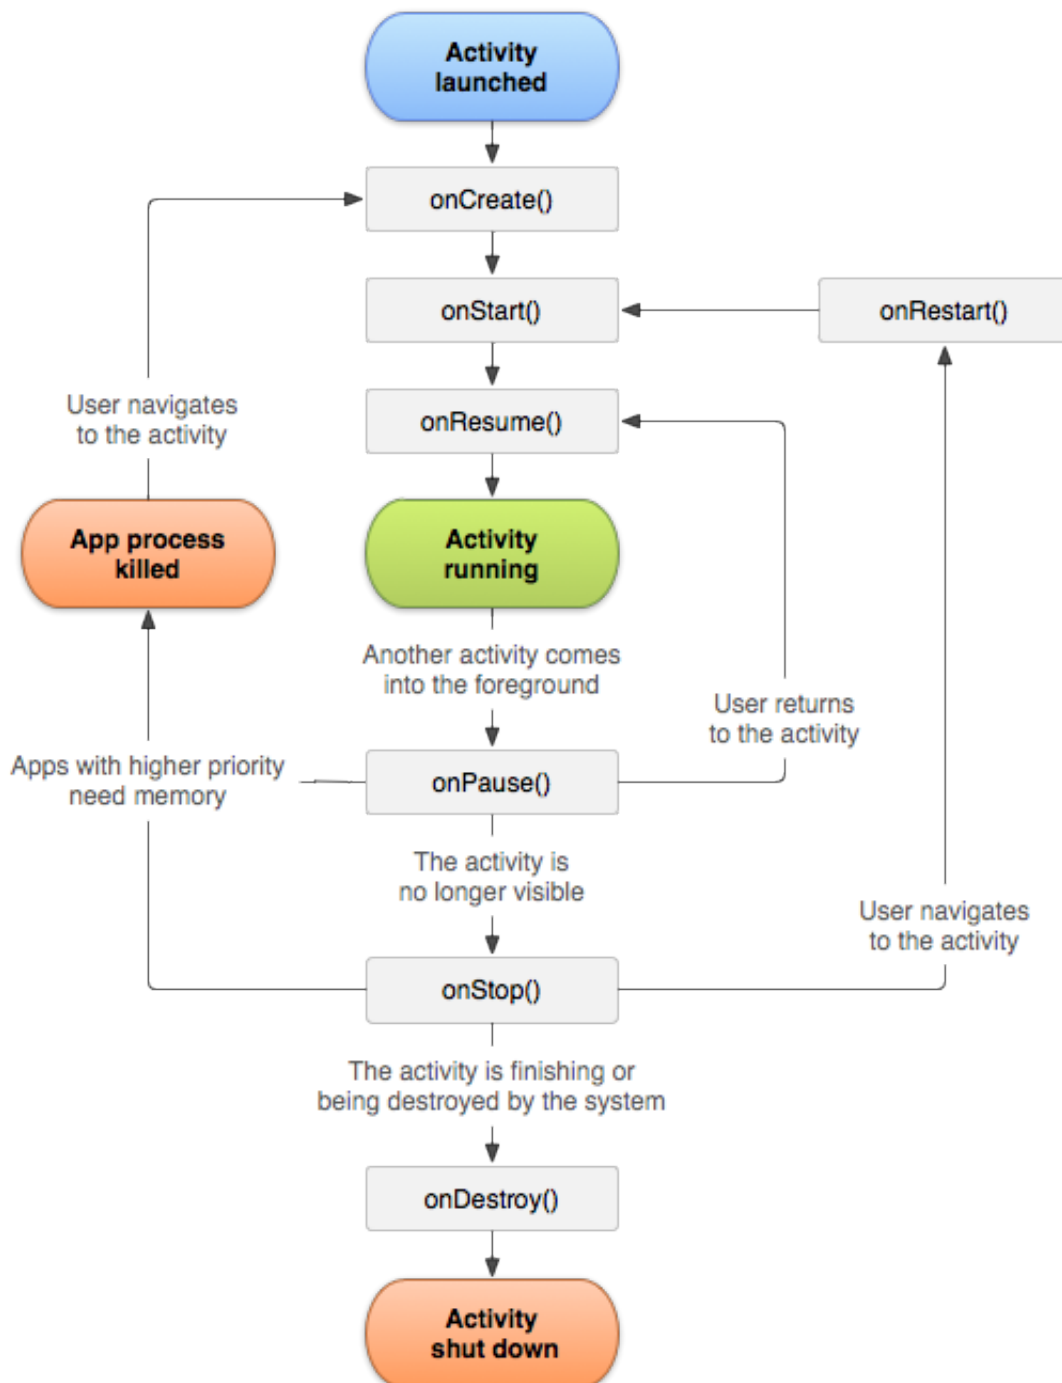 Activity
launched
onCreate()
onStart()
onRestart()
User navigates
to the activity
onResume()
App process
killed
Activity
running
Another activity comes
into the foreground
User returns
to the activity
Apps with higher priority
need memory
onPause()
The activity is
no longer visible
User navigates
to the activity
onStop()
The activity is finishing or
being destroyed by the system
onDestroy()
Activity
shut down